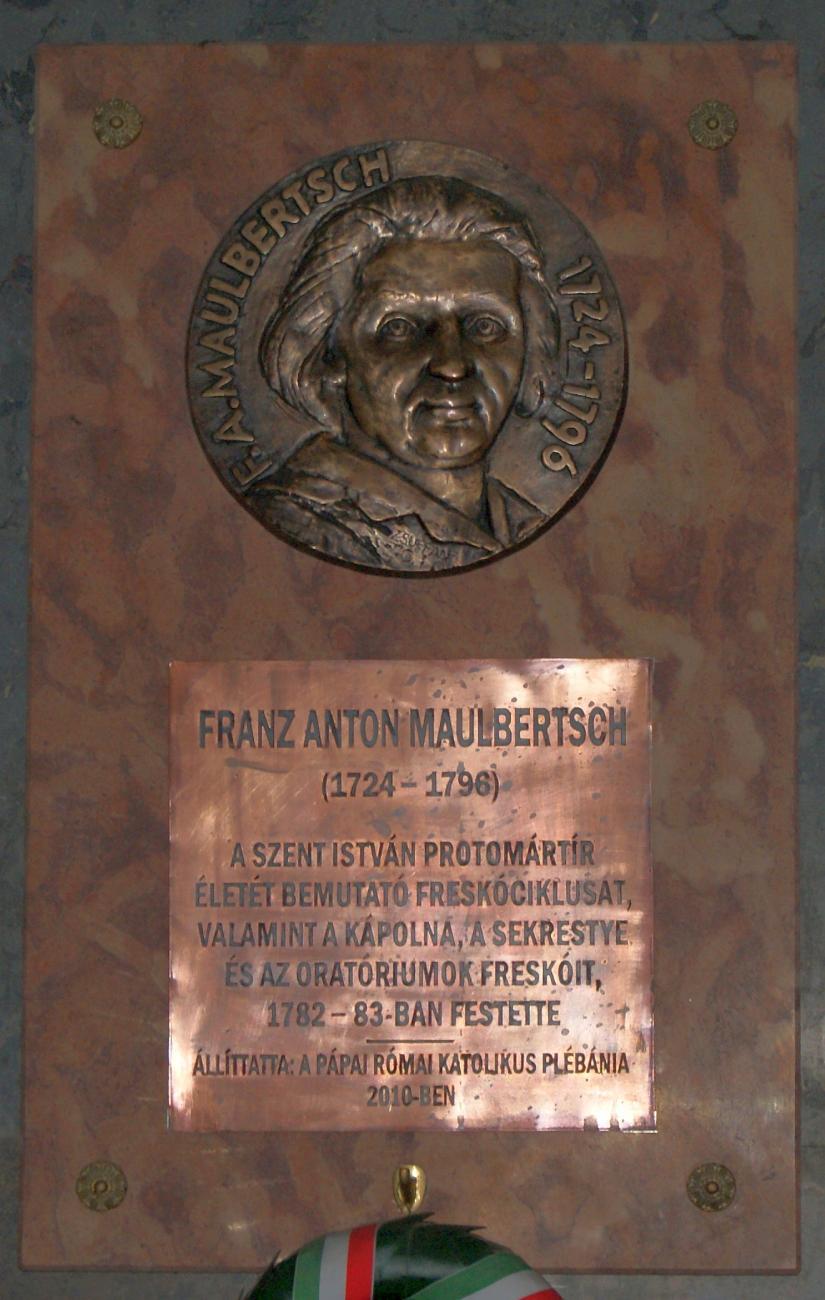 F.A. MAULBERTSCH
1724-1796
FRANZ ANTON MAULBERTSCH
(1724 – 1796)
A SZENT ISTVÁN PROTOMÁRTÍR
ÉLETÉT BEMUTATÓ FRESKÓCIKLUSAT,
VALAMINT A KÁPOLNA, A SEKRESTYE
ÉS AZ ORATÓRIUMOK FRESKÓIT,
1782 – 83-BAN FESTETTE
ÁLLÍTTATTA: A PÁPAI RÓMAI KATOLIKUS PLÉBÁNIA
2010-BEN